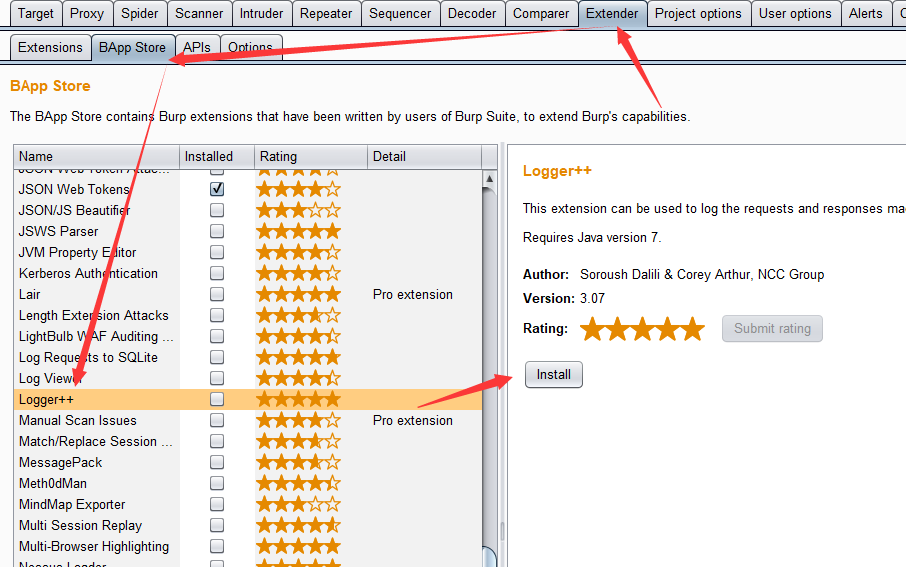 Target Proxy Spider Scanner Intruder Repeater Sequencer Decoder Comparer Extender Project options User options Alerts
Extensions BApp Store APIs Options
BApp Store
The BApp Store contains Burp extensions that have been written by users of Burp Suite, to extend Burp's capabilities.
Name Installed Rating Detail
JSON Web Token Attac...
JSON Web Tokens
JSON/JS Beautifier
JSWS Parser
JVM Property Editor
Kerberos Authentication
Lair Pro extension
Length Extension Attacks
LightBulb WAF Auditing ...
Log Requests to SQLite
Log Viewer
Logger++
Manual Scan Issues Pro extension
Match/Replace Session ...
MessagePack
Meth0dMan
MindMap Exporter
Multi Session Replay
Multi-Browser Highlighting
Nessus Loader
Logger++
This extension can be used to log the requests and responses ma
Requires Java version 7.
Author: Soroush Dalili & Corey Arthur, NCC Group
Version: 3.07
Rating: Submit rating
Install